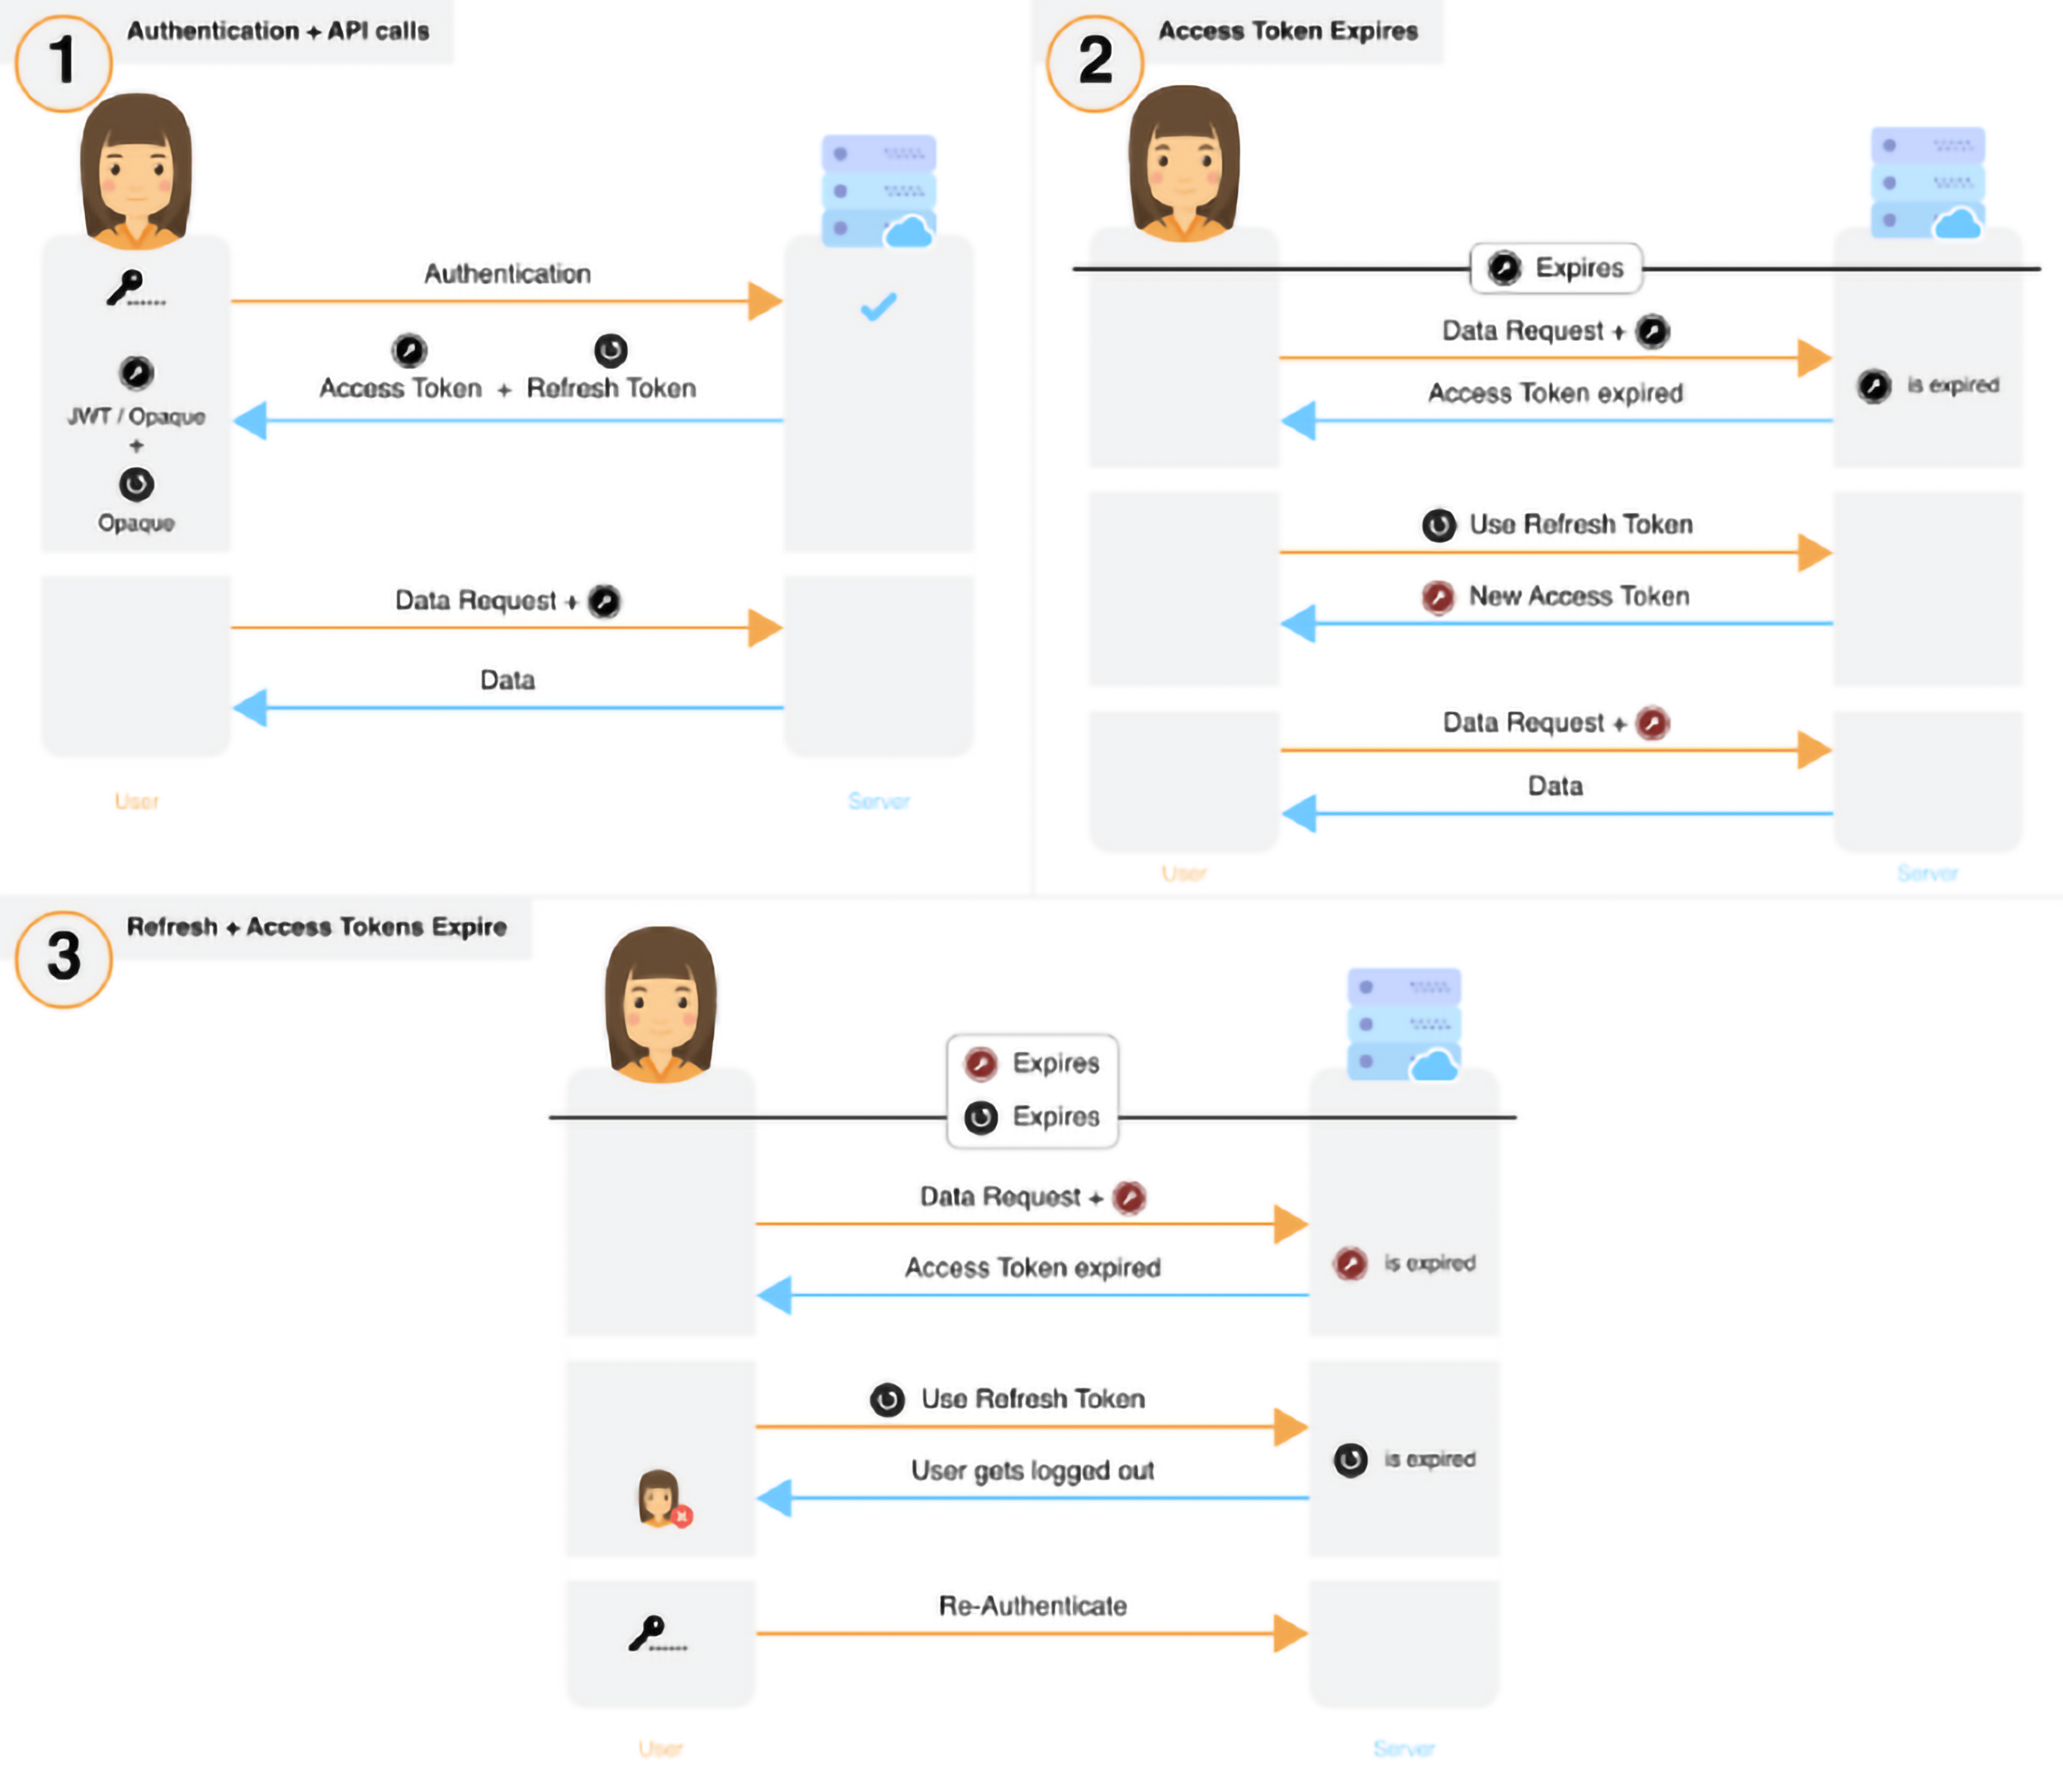 1
Authentication + API calls
Authentication
Access Token + Refresh Token
JWT / Opaque
+
Opaque
Data Request +
Data
User
Server
2
Access Token Expires
Expires
Data Request +
is expired
Access Token expired
Use Refresh Token
New Access Token
Data Request +
Data
User
Server
3
Refresh + Access Tokens Expire
Expires
Expires
Data Request +
Access Token expired
is expired
Use Refresh Token
is expired
User gets logged out
Re-Authenticate
User
Server